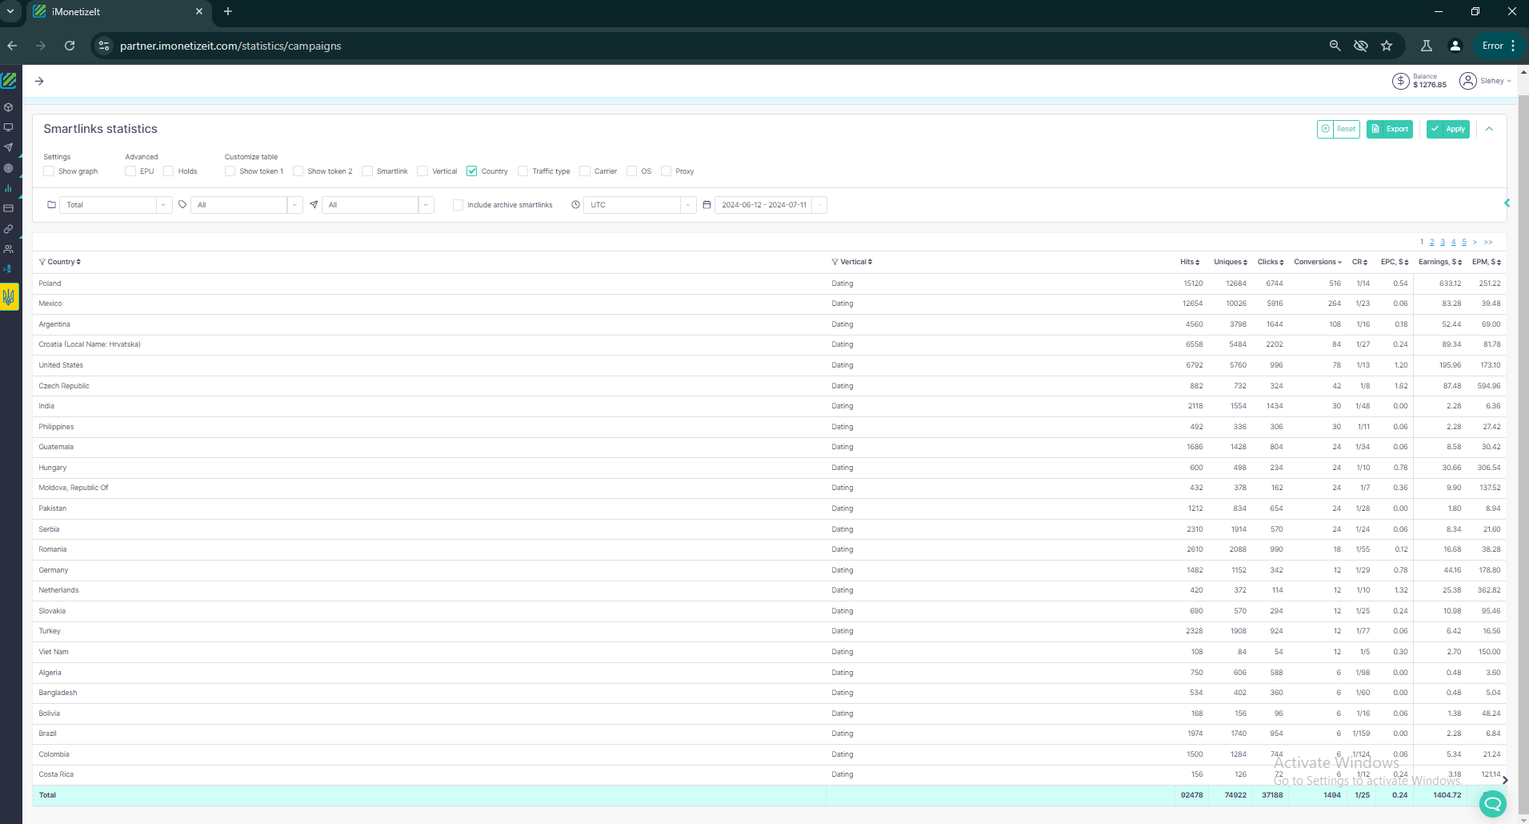 iMonetizeIt
partner.imonetizeit.com/statistics/campaigns
Error
Balance
$ 1276.85
Slehey
Smartlinks statistics
Reset
Export
Apply
Settings
Advanced
Customize table
Show graph
EPU
Holds
Show token 1
Show token 2
Smartlink
Vertical
Country
Traffic type
Carrier
OS
Proxy
Total
All
All
Include archive smartlinks
UTC
2024-06-12 - 2024-07-11
1 2 3 4 5 > >>
Country Vertical Hits Uniques Clicks Conversions CR EPC, $ Earnings, $ EPM, $
Poland Dating 15120 12684 6744 516 1/14 0.54 633.12 251.22
Mexico Dating 12654 10026 5916 264 1/23 0.06 83.28 39.48
Argentina Dating 4560 3798 1644 108 1/16 0.18 52.44 69.00
Croatia (Local Name: Hrvatska) Dating 6558 5484 2202 84 1/27 0.24 89.34 81.78
United States Dating 6792 5760 996 78 1/13 1.20 195.96 173.10
Czech Republic Dating 882 732 324 42 1/8 1.62 87.48 594.96
India Dating 2118 1554 1434 30 1/48 0.00 2.28 6.36
Philippines Dating 492 336 306 30 1/11 0.06 2.28 27.42
Guatemala Dating 1686 1428 804 24 1/34 0.06 8.58 30.42
Hungary Dating 600 498 234 24 1/10 0.78 30.66 306.54
Moldova, Republic Of Dating 432 378 162 24 1/7 0.36 9.90 137.52
Pakistan Dating 1212 834 654 24 1/28 0.00 1.80 8.94
Serbia Dating 2310 1914 570 24 1/24 0.06 8.34 21.60
Romania Dating 2610 2088 990 18 1/55 0.12 16.68 38.28
Germany Dating 1482 1152 342 12 1/29 0.78 44.16 178.80
Netherlands Dating 420 372 114 12 1/10 1.32 25.38 362.82
Slovakia Dating 690 570 294 12 1/25 0.24 10.98 95.46
Turkey Dating 2328 1908 924 12 1/77 0.06 6.42 16.56
Viet Nam Dating 108 84 54 12 1/5 0.30 2.70 150.00
Algeria Dating 750 606 588 6 1/98 0.00 0.48 3.60
Bangladesh Dating 534 402 360 6 1/60 0.00 0.48 5.04
Bolivia Dating 168 156 96 6 1/16 0.06 1.38 48.24
Brazil Dating 1974 1740 954 6 1/159 0.00 2.28 6.84
Colombia Dating 1500 1284 744 6 1/124 0.06 5.34 21.24
Activate Windows
Costa Rica Dating 156 126 72 6 1/12 0.24 3.18 121.14
Go to Settings to activate Windows.
Total 92478 74922 37188 1494 1/25 0.24 1404.72